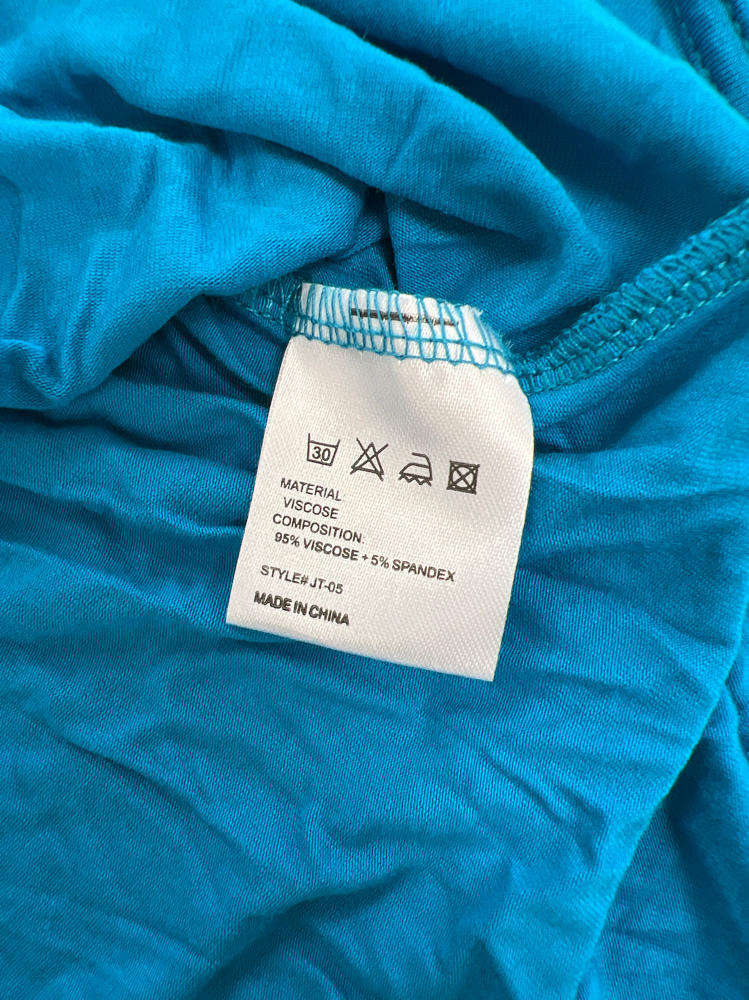 30
MATERIAL
VISCOSE
COMPOSITION:
95% VISCOSE + 5% SPANDEX
STYLE# JT-05
MADE IN CHINA